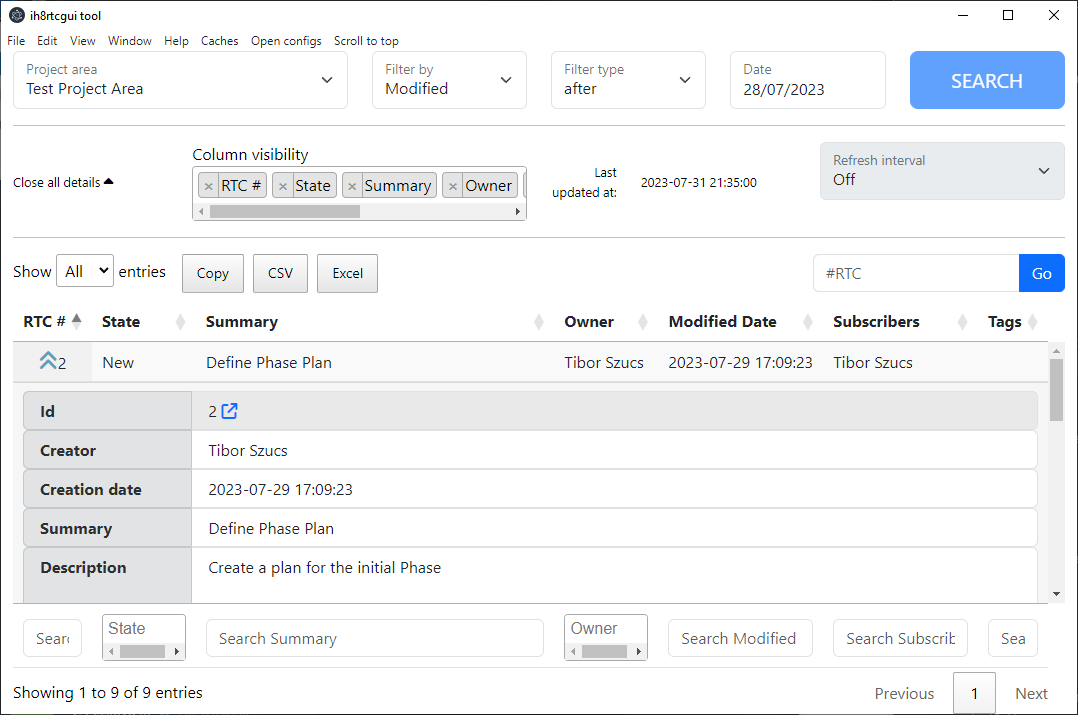 ih8rtcgui tool
File Edit View Window Help Caches Open configs Scroll to top
Project area Filter by Filter type Date
Test Project Area Modified after 28/07/2023 SEARCH
Column visibility
Close all details × RTC # × State × Summary × Owner Last updated at: 2023-07-31 21:35:00 Refresh interval Off
Show All entries Copy CSV Excel #RTC Go
RTC # State Summary Owner Modified Date Subscribers Tags
2 New Define Phase Plan Tibor Szucs 2023-07-29 17:09:23 Tibor Szucs
Id 2
Creator Tibor Szucs
Creation date 2023-07-29 17:09:23
Summary Define Phase Plan
Description Create a plan for the initial Phase
Sear State Search Summary Owner Search Modified Search Subscrib Sea
Showing 1 to 9 of 9 entries Previous 1 Next